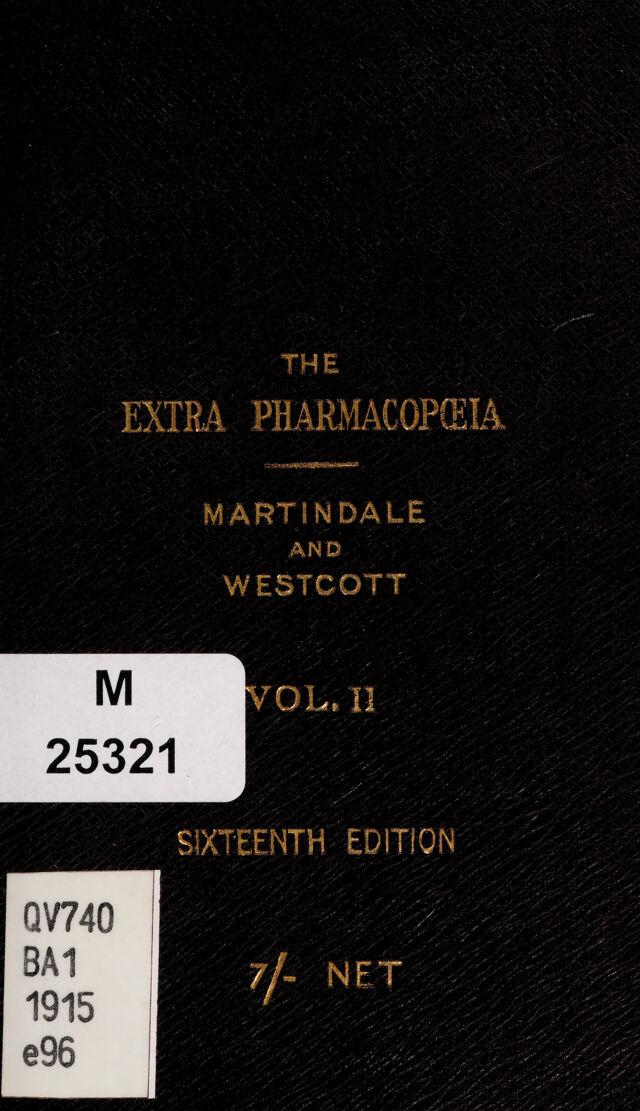 THE
EXTRA PHARMACOPŒIA
MARTINDALE
AND
WESTCOTT
M
25321
VOL. II
SIXTEENTH EDITION
QV740
BA1
1915
e96
7/- NET